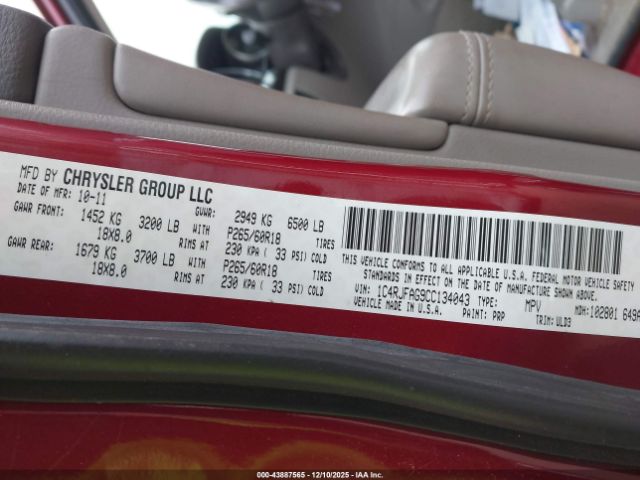 MFD BY CHRYSLER GROUP LLC
DATE OF MFR: 10-11 GVWR: 2949 KG 6500 LB
GAWR FRONT: 1452 KG 3200 LB WITH P265/60R18 TIRES
18X8.0 RIMS AT 230 KPA ( 33 PSI) COLD
GAWR REAR: 1679 KG 3700 LB WITH P265/60R18 TIRES
18X8.0 RIMS AT 230 KPA ( 33 PSI) COLD
THIS VEHICLE CONFORMS TO ALL APPLICABLE U.S.A. FEDERAL MOTOR VEHICLE SAFETY
STANDARDS IN EFFECT ON THE DATE OF MANUFACTURE SHOWN ABOVE.
VIN: 1C4RJFAG9CC134043 TYPE: MPV MDH:102801 649A
VEHICLE MADE IN U.S.A. PAINT: PRP TRIM: ULD3
000-43887565 - 12/10/2025 - IAA Inc.